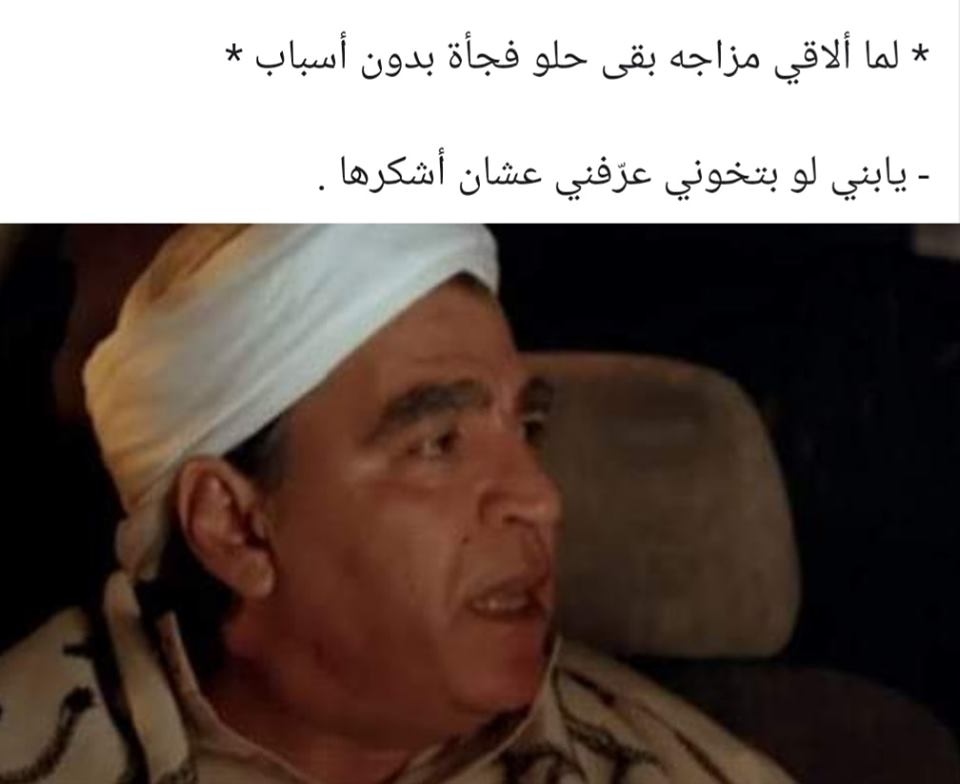 * لما ألاقي مزاجه بقى حلو فجأة بدون أسباب *
- يابني لو بتخوني عرّفني عشان أشكرها .